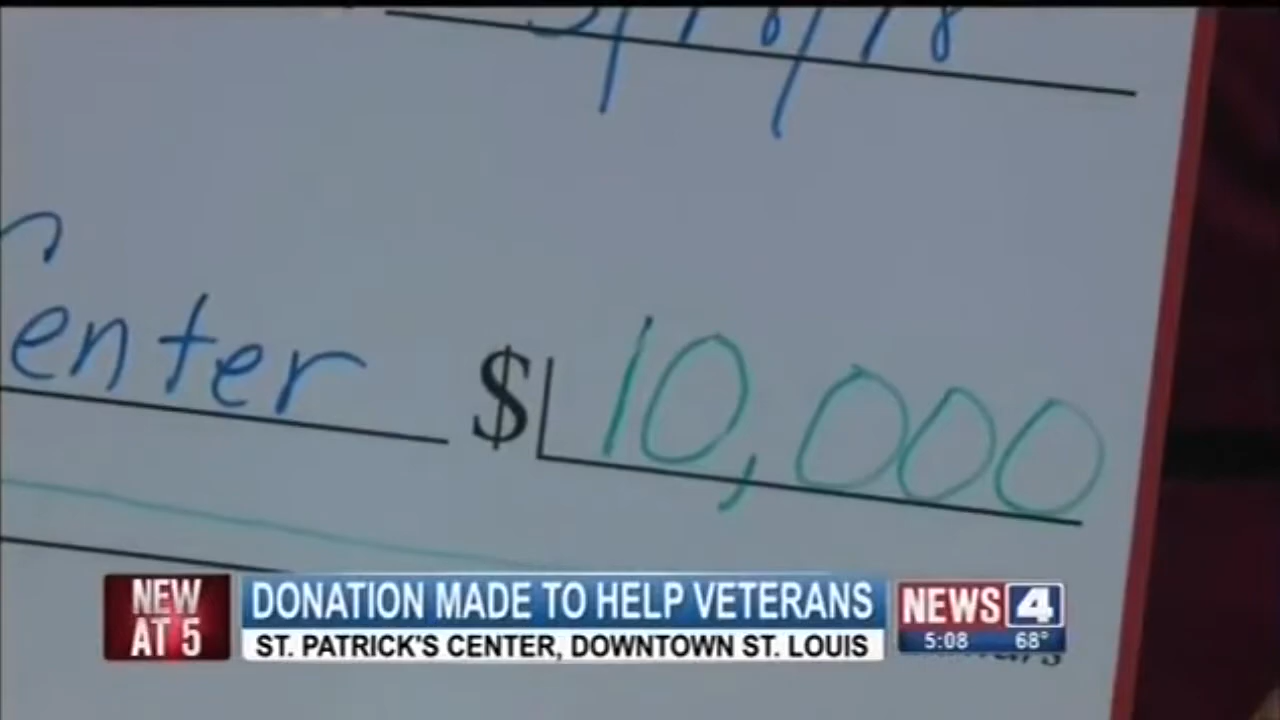 enter $ 10,000
NEW
AT 5
DONATION MADE TO HELP VETERANS
ST. PATRICK'S CENTER, DOWNTOWN ST. LOUIS
NEWS 4
5:08 68°